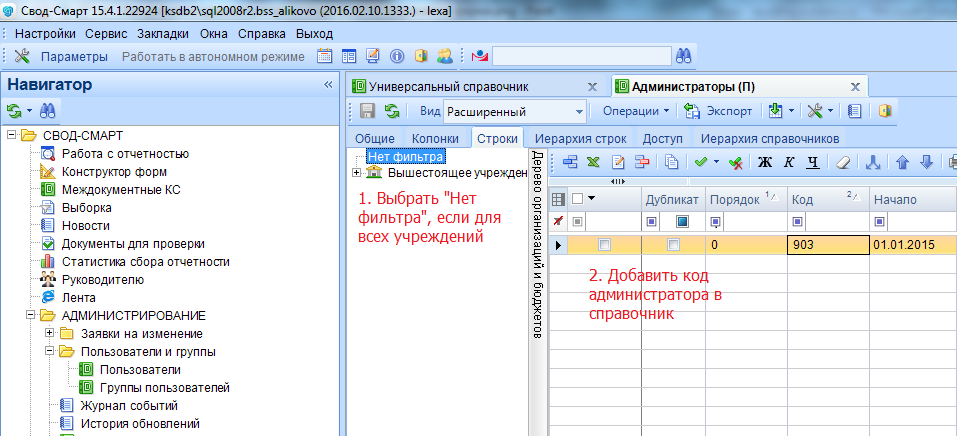 Свод-Смарт 15.4.1.22924 [ksdb2\sql2008r2.bss_alikovo (2016.02.10.1333.) - lexa]
Настройки Сервис Закладки Окна Справка Выход
Параметры Работать в автономном режиме
Навигатор
СВОД-СМАРТ
Работа с отчетностью
Конструктор форм
Междокументные КС
Выборка
Новости
Документы для проверки
Статистика сбора отчетности
Руководителю
Лента
АДМИНИСТРИРОВАНИЕ
Заявки на изменение
Пользователи и группы
Пользователи
Группы пользователей
Журнал событий
История обновлений
Универсальный справочник Администраторы (П)
Вид Расширенный Операции Экспорт
Общие Колонки Строки Иерархия строк Доступ Иерархия справочников
Нет фильтра
Вышестоящее учрежден
1. Выбрать "Нет
фильтра", если для
всех учреждений
Дерево организаций и бюджетов
Ж К Ч
Дубликат Порядок 1 Код 2 Начало
0 903 01.01.2015
2. Добавить код
администратора в
справочник